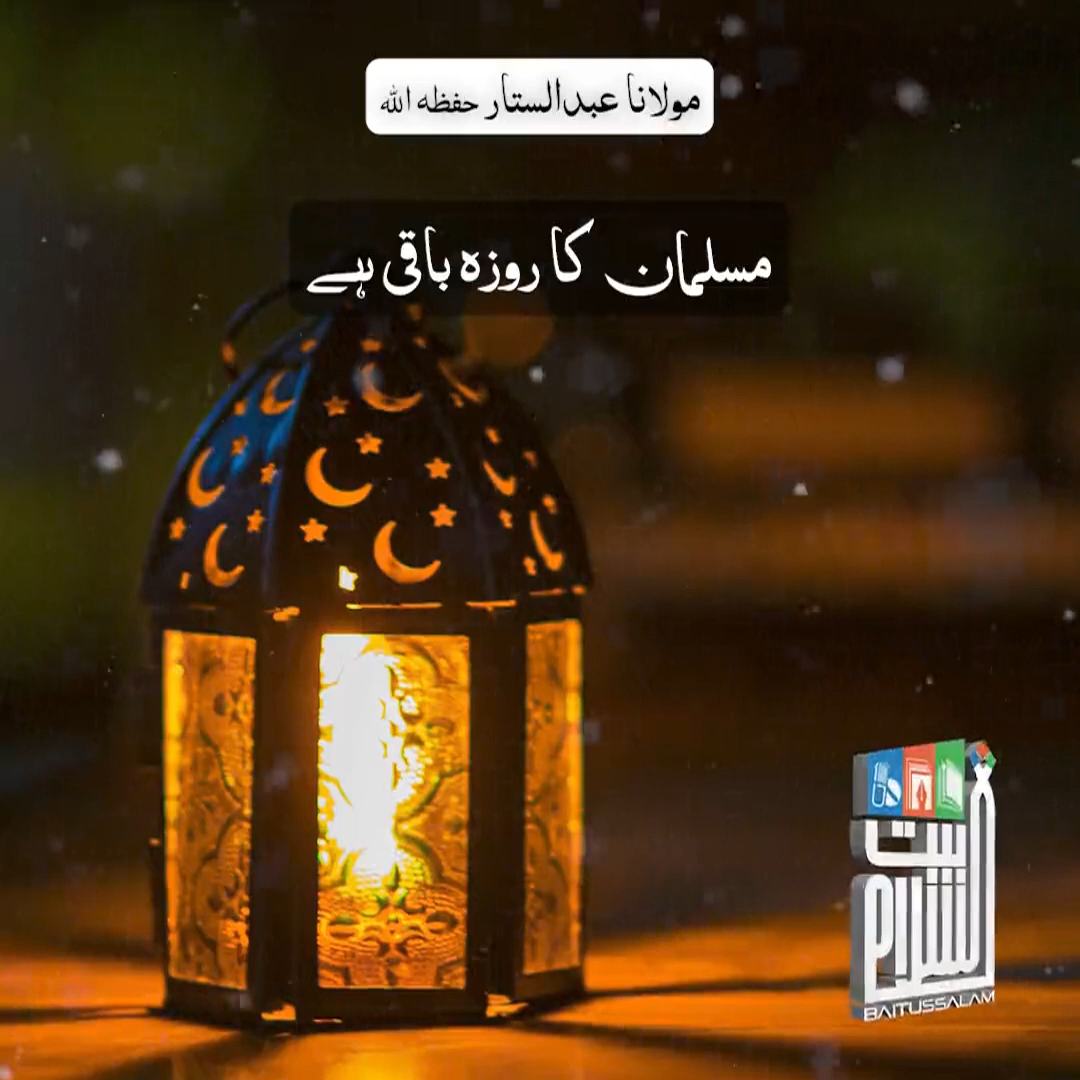 مولانا عبدالستار حفظہ اللہ
مسلمان کا روزہ باقی ہے
بیت السلام
BAITUSSALAM